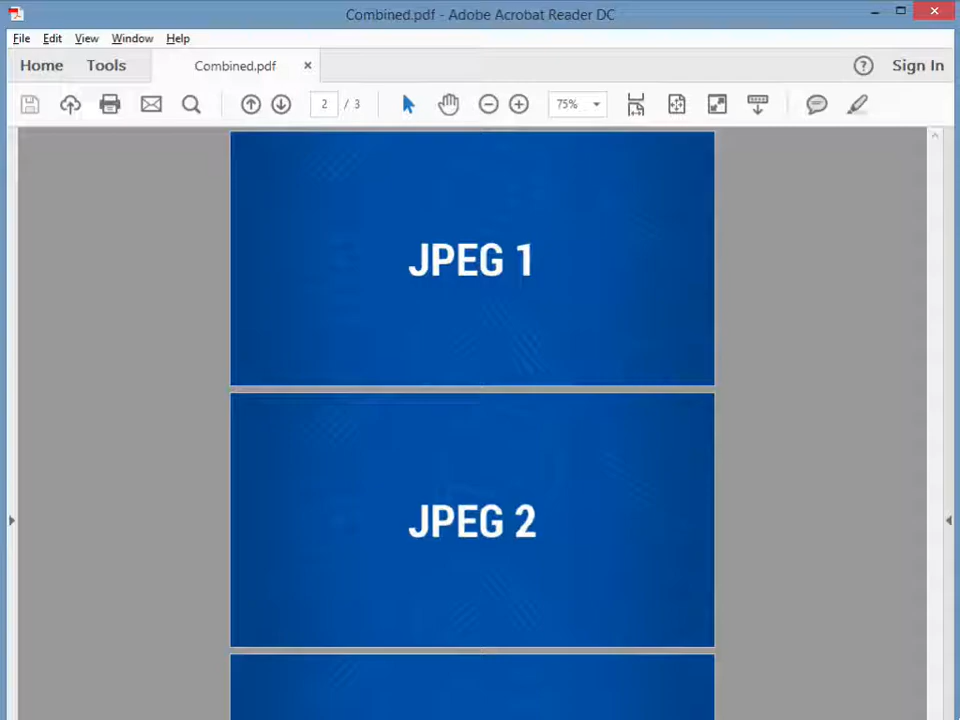 Combined.pdf - Adobe Acrobat Reader DC
File Edit View Window Help
Home Tools Combined.pdf × ? Sign In
2 / 3 75%
JPEG 1
JPEG 2